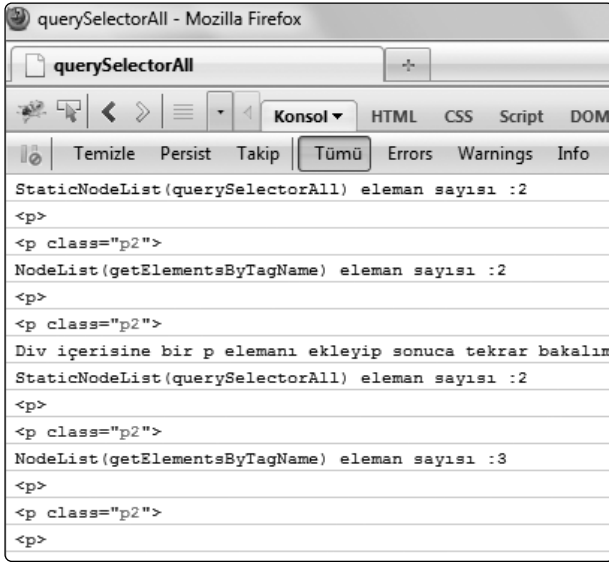 querySelectorAll - Mozilla Firefox
querySelectorAll
Konsol HTML CSS Script DOM
Temizle Persist Takip Tümü Errors Warnings Info
StaticNodeList(querySelectorAll) eleman sayısı :2
<p>
<p class="p2">
NodeList(getElementsByTagName) eleman sayısı :2
<p>
<p class="p2">
Div içerisine bir p elemanı ekleyip sonuca tekrar bakalım
StaticNodeList(querySelectorAll) eleman sayısı :2
<p>
<p class="p2">
NodeList(getElementsByTagName) eleman sayısı :3
<p>
<p class="p2">
<p>